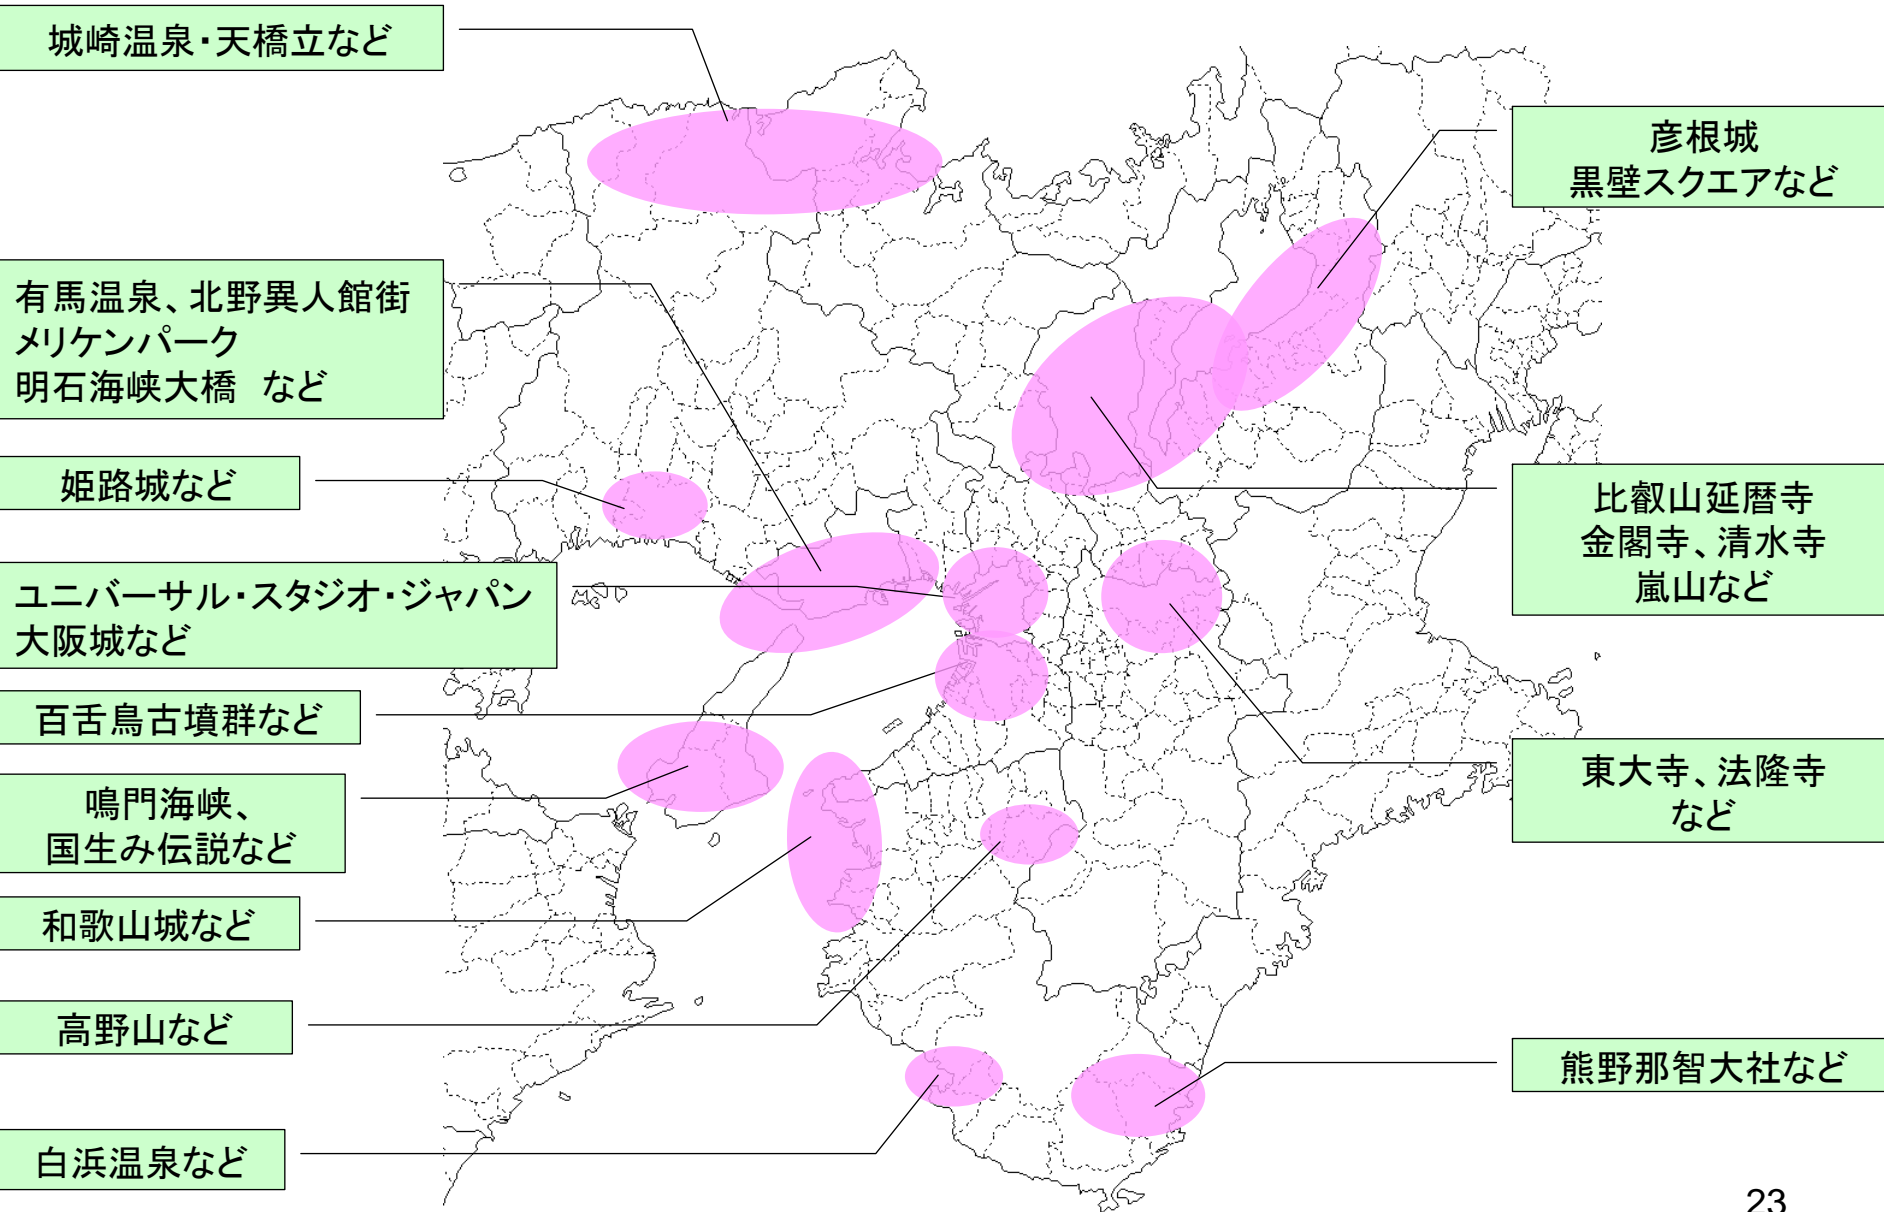 城崎温泉・天橋立など
有馬温泉、北野異人館街
メリケンパーク
明石海峡大橋　など
姫路城など
ユニバーサル・スタジオ・ジャパン
大阪城など
百舌鳥古墳群など
鳴門海峡、
国生み伝説など
和歌山城など
高野山など
白浜温泉など
彦根城
黒壁スクエアなど
比叡山延暦寺
金閣寺、清水寺
嵐山など
東大寺、法隆寺
など
熊野那智大社など
23